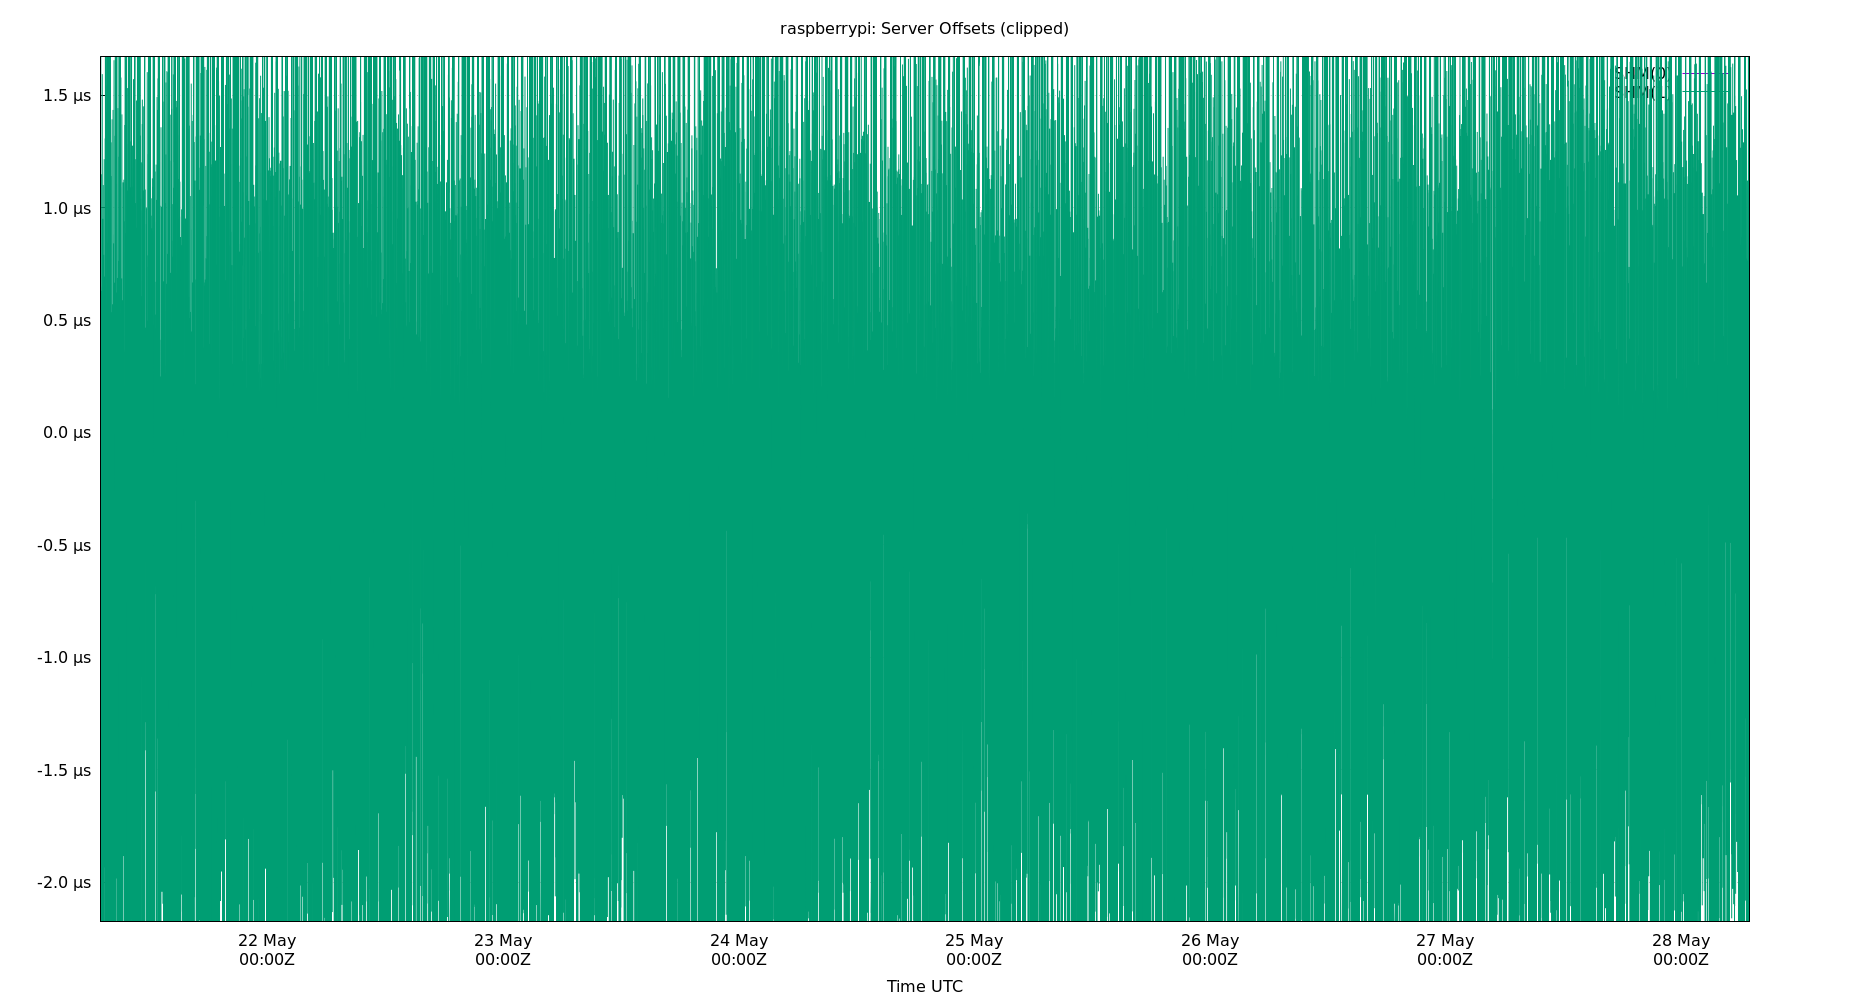 raspberrypi: Server Offsets (clipped)
SHM(0)
1.5 µs
1.0 µs
0.5 µs
0.0 µs
-0.5 µs
-1.0 µs
-1.5 µs
-2.0 µs
22 May 23 May 24 May 25 May 26 May 27 May 28 May
00:00Z 00:00Z 00:00Z 00:00Z 00:00Z 00:00Z 00:00Z
Time UTC